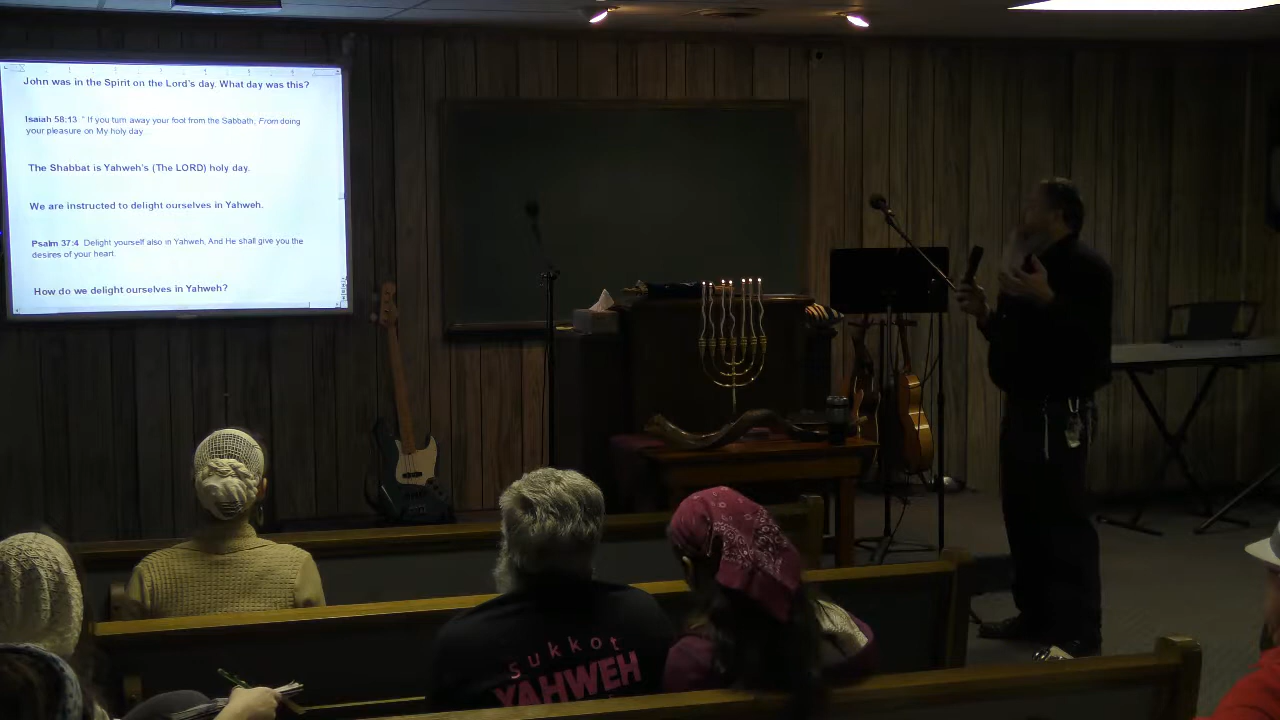 John was in the Spirit on the Lord's day. What day was this?
Isaiah 58:13 " If you turn away your foot from the Sabbath, From doing
your pleasure on My holy day...
The Shabbat is Yahweh's (The LORD) holy day.
We are instructed to delight ourselves in Yahweh.
Psalm 37:4 Delight yourself also in Yahweh, And He shall give you the
desires of your heart.
How do we delight ourselves in Yahweh?
sukkot
YAHWEH